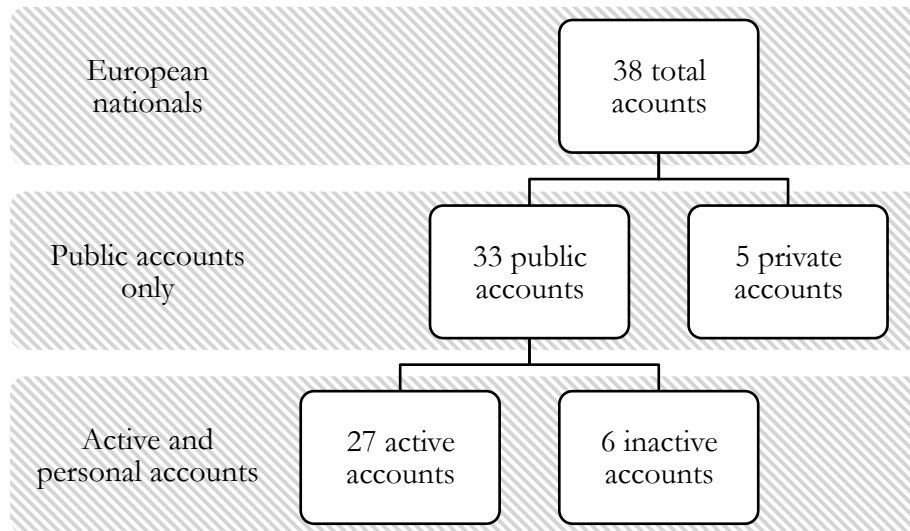 European
nationals
38 total
acounts
Public accounts
only
33 public
accounts
5 private
accounts
Active and
personal accounts
27 active
accounts
6 inactive
accounts